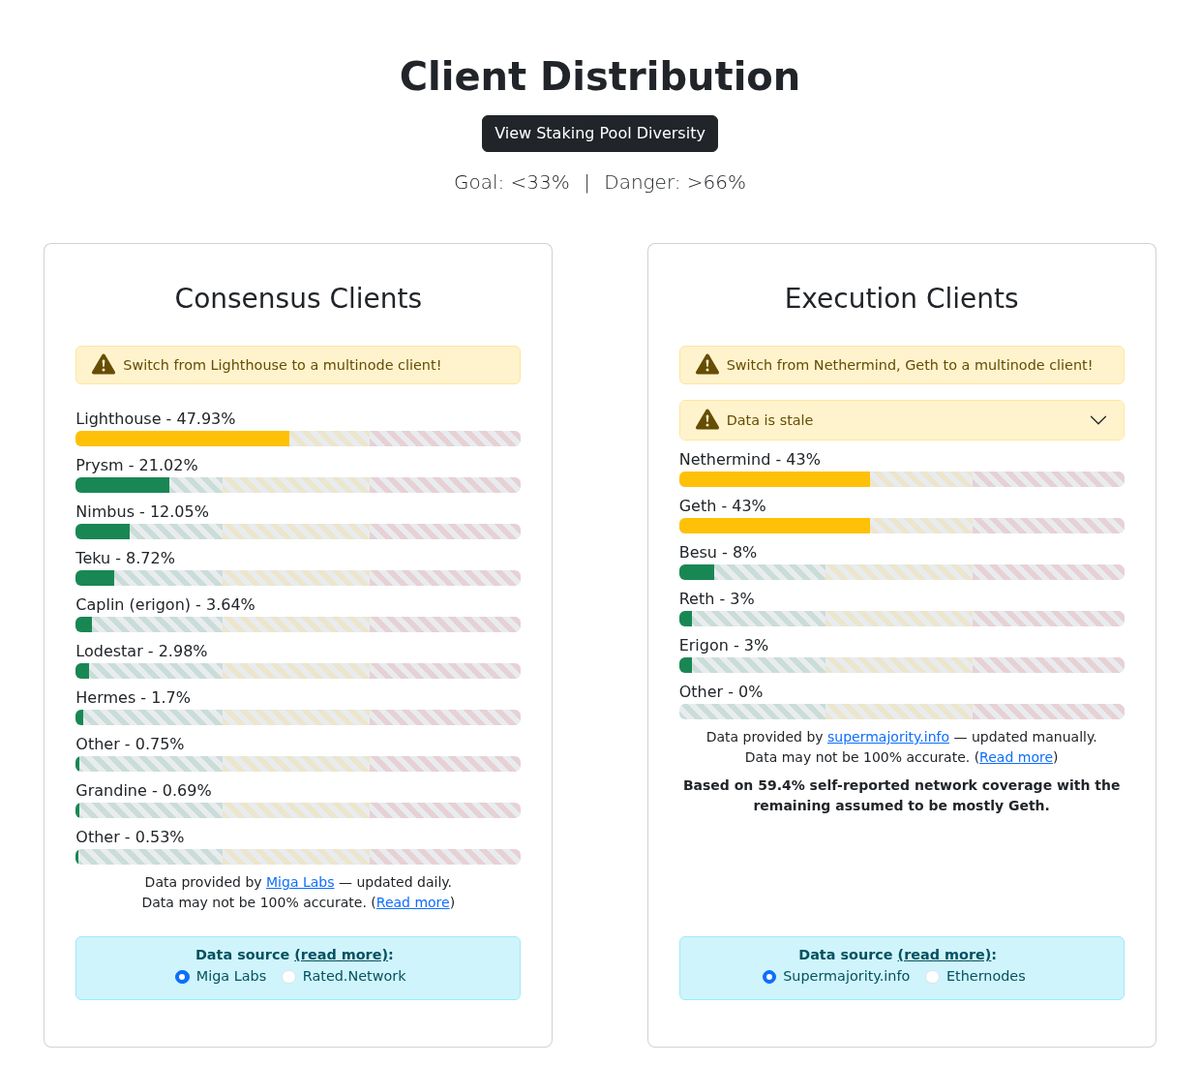 Client Distribution
View Staking Pool Diversity
Goal: <33% | Danger: >66%
Consensus Clients
Switch from Lighthouse to a multinode client!
Lighthouse - 47.93%
Prysm - 21.02%
Nimbus - 12.05%
Teku - 8.72%
Caplin (erigon) - 3.64%
Lodestar - 2.98%
Hermes - 1.7%
Other - 0.75%
Grandine - 0.69%
Other - 0.53%
Data provided by Miga Labs — updated daily.
Data may not be 100% accurate. (Read more)
Data source (read more):
Miga Labs Rated.Network
Execution Clients
Switch from Nethermind, Geth to a multinode client!
Data is stale
Nethermind - 43%
Geth - 43%
Besu - 8%
Reth - 3%
Erigon - 3%
Other - 0%
Data provided by supermajority.info — updated manually.
Data may not be 100% accurate. (Read more)
Based on 59.4% self-reported network coverage with the
remaining assumed to be mostly Geth.
Data source (read more):
Supermajority.info Ethernodes